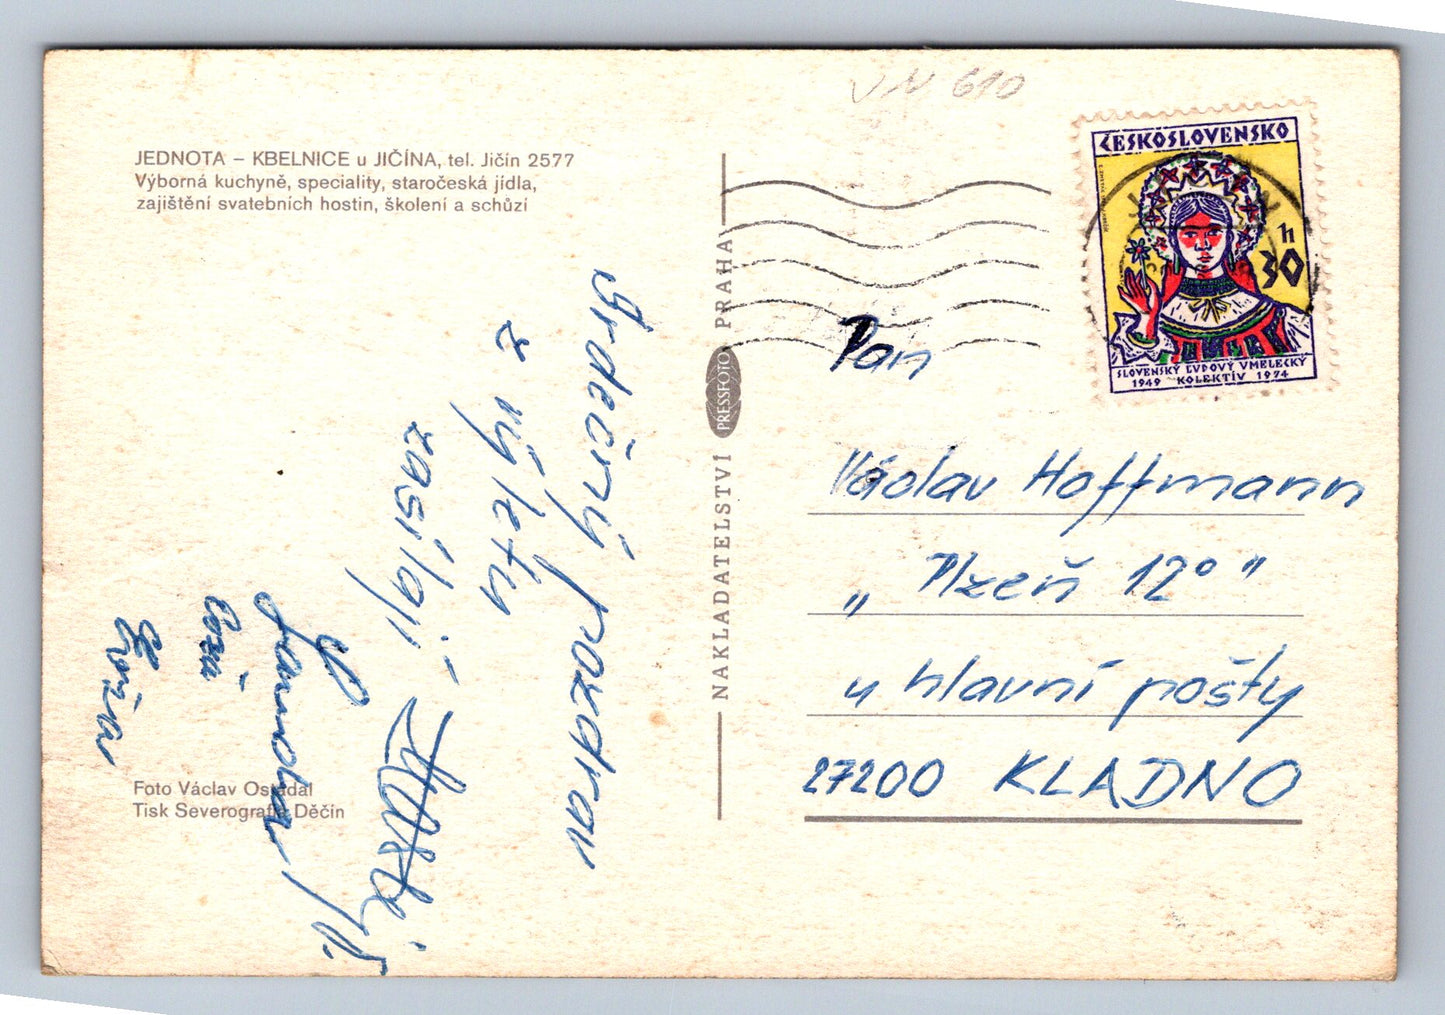 VN 610
JEDNOTA – KBELNICE u JIČÍNA, tel. Jičín 2577
Výborná kuchyně, speciality, staročeská jídla,
zajištění svatebních hostin, školení a schůzí
Srdečný pozdrav
z výletu
zasílají
Foto Václav Ostadal
Tisk Severografia Děčín
NAKLADATELSTVÍ PRESSFOTO PRAHA
ČESKOSLOVENSKO
30 h
SLOVENSKÝ ĽUDOVÝ UMELECKÝ
1949 KOLEKTÍV 1974
Pan
Václav Hoffmann
„ Plzeň 12° "
u hlavní pošty
27200 KLADNO